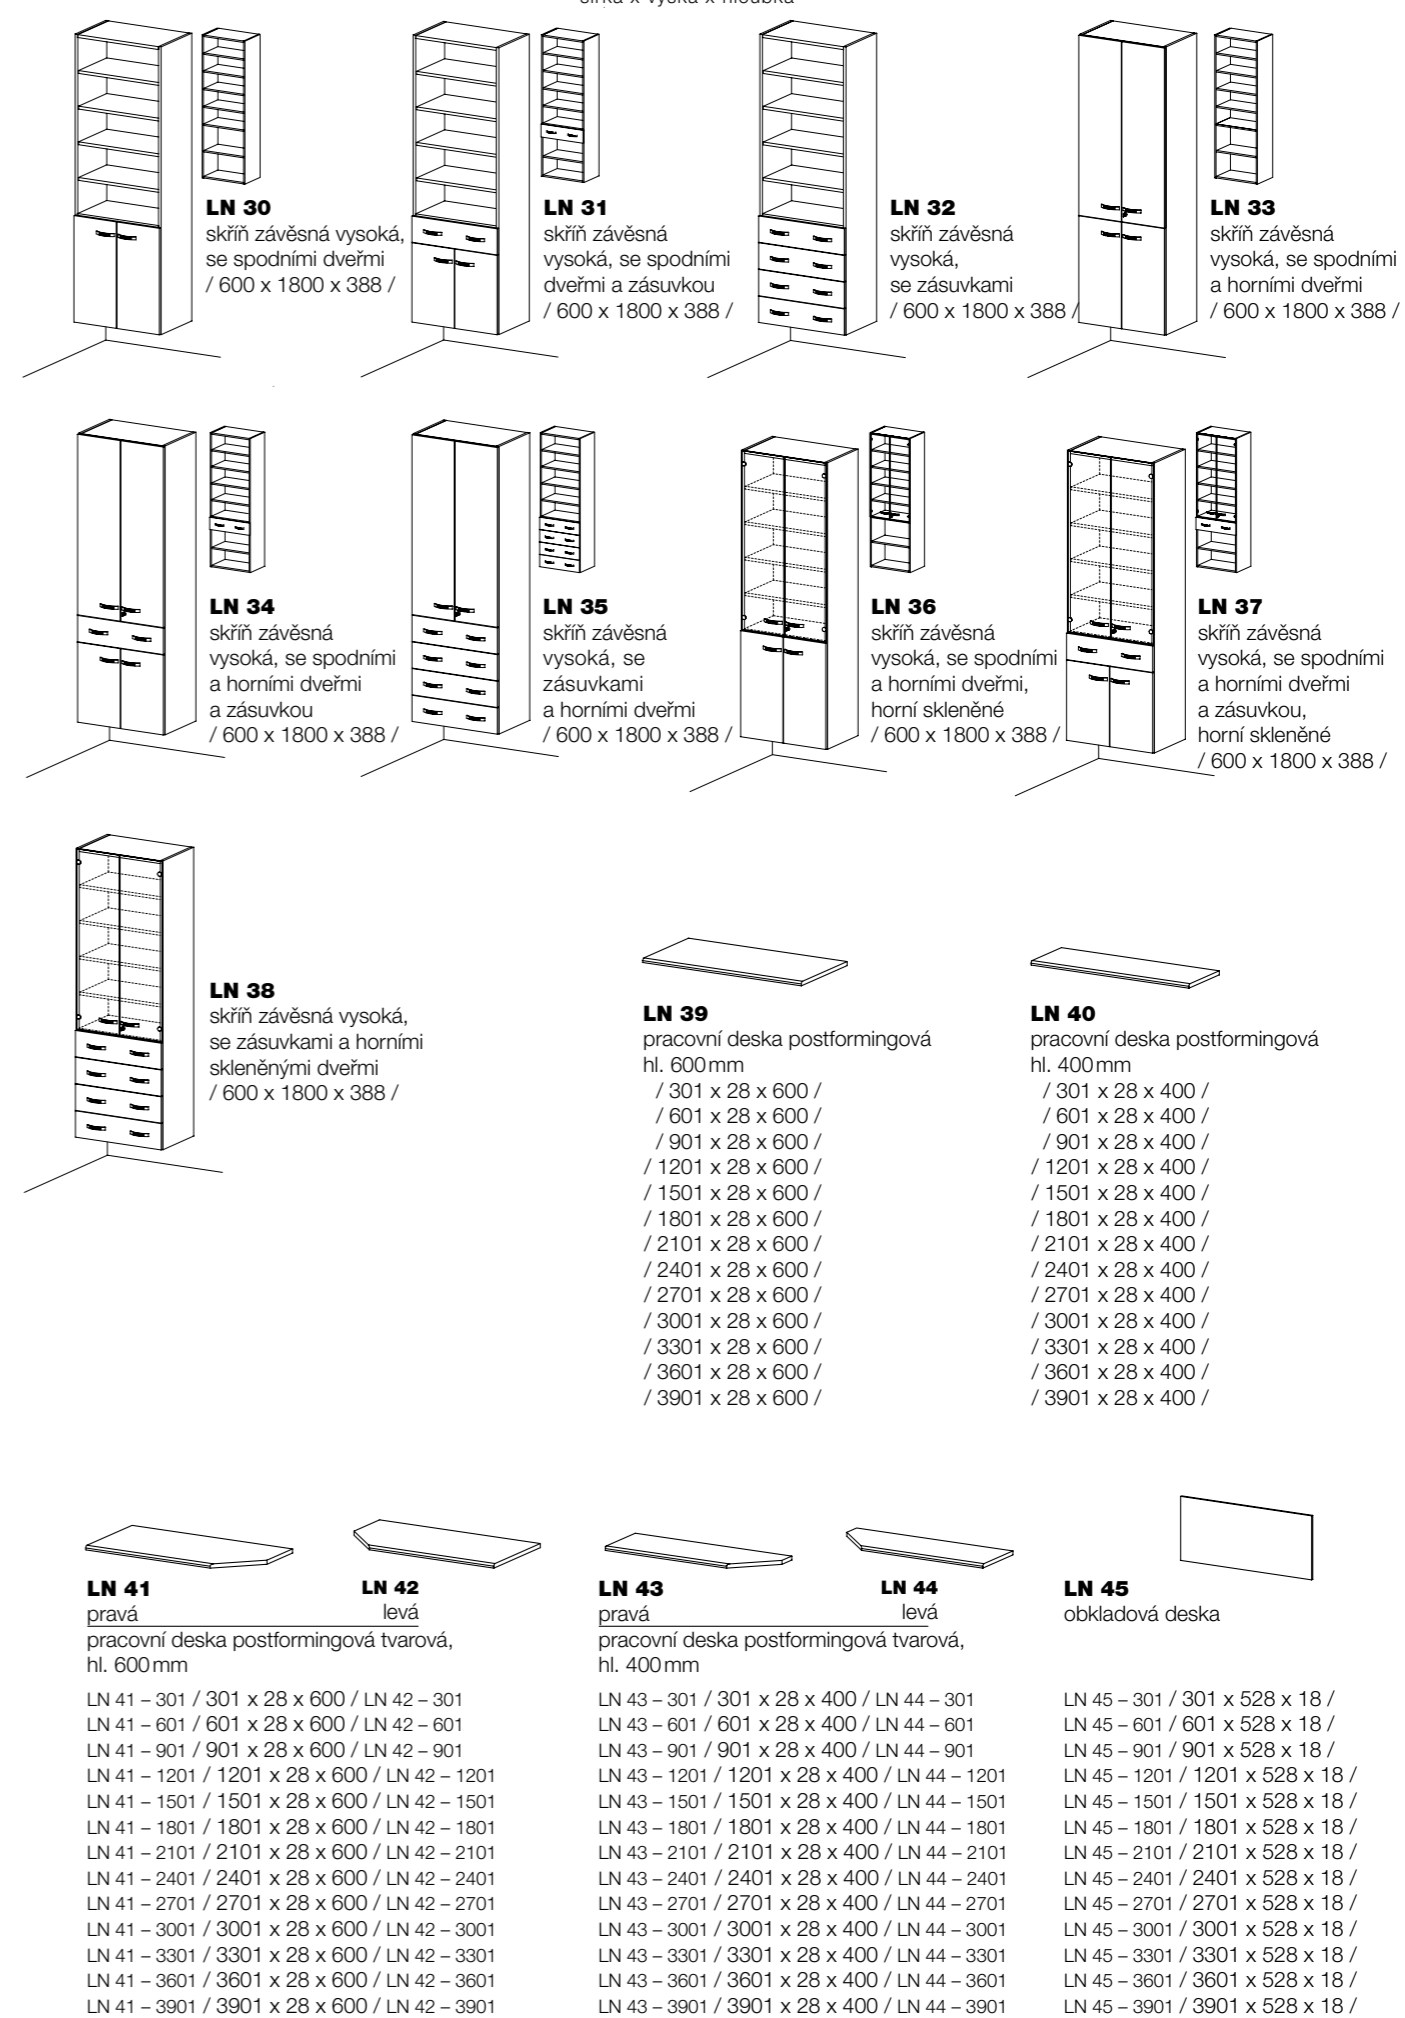 šířka x výška x hloubka
LN 30
skříň závěsná vysoká,
se spodními dveřmi
/ 600 x 1800 x 388 /
LN 31
skříň závěsná
vysoká, se spodními
dveřmi a zásuvkou
/ 600 x 1800 x 388 /
LN 32
skříň závěsná
vysoká,
se zásuvkami
/ 600 x 1800 x 388 /
LN 33
skříň závěsná
vysoká, se spodními
a horními dveřmi
/ 600 x 1800 x 388 /
LN 34
skříň závěsná
vysoká, se spodními
a horními dveřmi
a zásuvkou
/ 600 x 1800 x 388 /
LN 35
skříň závěsná
vysoká, se
zásuvkami
a horními dveřmi
/ 600 x 1800 x 388 /
LN 36
skříň závěsná
vysoká, se spodními
a horními dveřmi,
horní skleněné
/ 600 x 1800 x 388 /
LN 37
skříň závěsná
vysoká, se spodními
a horními dveřmi
a zásuvkou,
horní skleněné
/ 600 x 1800 x 388 /
LN 38
skříň závěsná vysoká,
se zásuvkami a horními
skleněnými dveřmi
/ 600 x 1800 x 388 /
LN 39
pracovní deska postformingová
hl. 600 mm
/ 301 x 28 x 600 /
/ 601 x 28 x 600 /
/ 901 x 28 x 600 /
/ 1201 x 28 x 600 /
/ 1501 x 28 x 600 /
/ 1801 x 28 x 600 /
/ 2101 x 28 x 600 /
/ 2401 x 28 x 600 /
/ 2701 x 28 x 600 /
/ 3001 x 28 x 600 /
/ 3301 x 28 x 600 /
/ 3601 x 28 x 600 /
/ 3901 x 28 x 600 /
LN 40
pracovní deska postformingová
hl. 400 mm
/ 301 x 28 x 400 /
/ 601 x 28 x 400 /
/ 901 x 28 x 400 /
/ 1201 x 28 x 400 /
/ 1501 x 28 x 400 /
/ 1801 x 28 x 400 /
/ 2101 x 28 x 400 /
/ 2401 x 28 x 400 /
/ 2701 x 28 x 400 /
/ 3001 x 28 x 400 /
/ 3301 x 28 x 400 /
/ 3601 x 28 x 400 /
/ 3901 x 28 x 400 /
LN 41 LN 42
pravá levá
pracovní deska postformingová tvarová,
hl. 600 mm
LN 41 – 301 / 301 x 28 x 600 / LN 42 – 301
LN 41 – 601 / 601 x 28 x 600 / LN 42 – 601
LN 41 – 901 / 901 x 28 x 600 / LN 42 – 901
LN 41 – 1201 / 1201 x 28 x 600 / LN 42 – 1201
LN 41 – 1501 / 1501 x 28 x 600 / LN 42 – 1501
LN 41 – 1801 / 1801 x 28 x 600 / LN 42 – 1801
LN 41 – 2101 / 2101 x 28 x 600 / LN 42 – 2101
LN 41 – 2401 / 2401 x 28 x 600 / LN 42 – 2401
LN 41 – 2701 / 2701 x 28 x 600 / LN 42 – 2701
LN 41 – 3001 / 3001 x 28 x 600 / LN 42 – 3001
LN 41 – 3301 / 3301 x 28 x 600 / LN 42 – 3301
LN 41 – 3601 / 3601 x 28 x 600 / LN 42 – 3601
LN 41 – 3901 / 3901 x 28 x 600 / LN 42 – 3901
LN 43 LN 44
pravá levá
pracovní deska postformingová tvarová,
hl. 400 mm
LN 43 – 301 / 301 x 28 x 400 / LN 44 – 301
LN 43 – 601 / 601 x 28 x 400 / LN 44 – 601
LN 43 – 901 / 901 x 28 x 400 / LN 44 – 901
LN 43 – 1201 / 1201 x 28 x 400 / LN 44 – 1201
LN 43 – 1501 / 1501 x 28 x 400 / LN 44 – 1501
LN 43 – 1801 / 1801 x 28 x 400 / LN 44 – 1801
LN 43 – 2101 / 2101 x 28 x 400 / LN 44 – 2101
LN 43 – 2401 / 2401 x 28 x 400 / LN 44 – 2401
LN 43 – 2701 / 2701 x 28 x 400 / LN 44 – 2701
LN 43 – 3001 / 3001 x 28 x 400 / LN 44 – 3001
LN 43 – 3301 / 3301 x 28 x 400 / LN 44 – 3301
LN 43 – 3601 / 3601 x 28 x 400 / LN 44 – 3601
LN 43 – 3901 / 3901 x 28 x 400 / LN 44 – 3901
LN 45
obkladová deska
LN 45 – 301 / 301 x 528 x 18 /
LN 45 – 601 / 601 x 528 x 18 /
LN 45 – 901 / 901 x 528 x 18 /
LN 45 – 1201 / 1201 x 528 x 18 /
LN 45 – 1501 / 1501 x 528 x 18 /
LN 45 – 1801 / 1801 x 528 x 18 /
LN 45 – 2101 / 2101 x 528 x 18 /
LN 45 – 2401 / 2401 x 528 x 18 /
LN 45 – 2701 / 2701 x 528 x 18 /
LN 45 – 3001 / 3001 x 528 x 18 /
LN 45 – 3301 / 3301 x 528 x 18 /
LN 45 – 3601 / 3601 x 528 x 18 /
LN 45 – 3901 / 3901 x 528 x 18 /